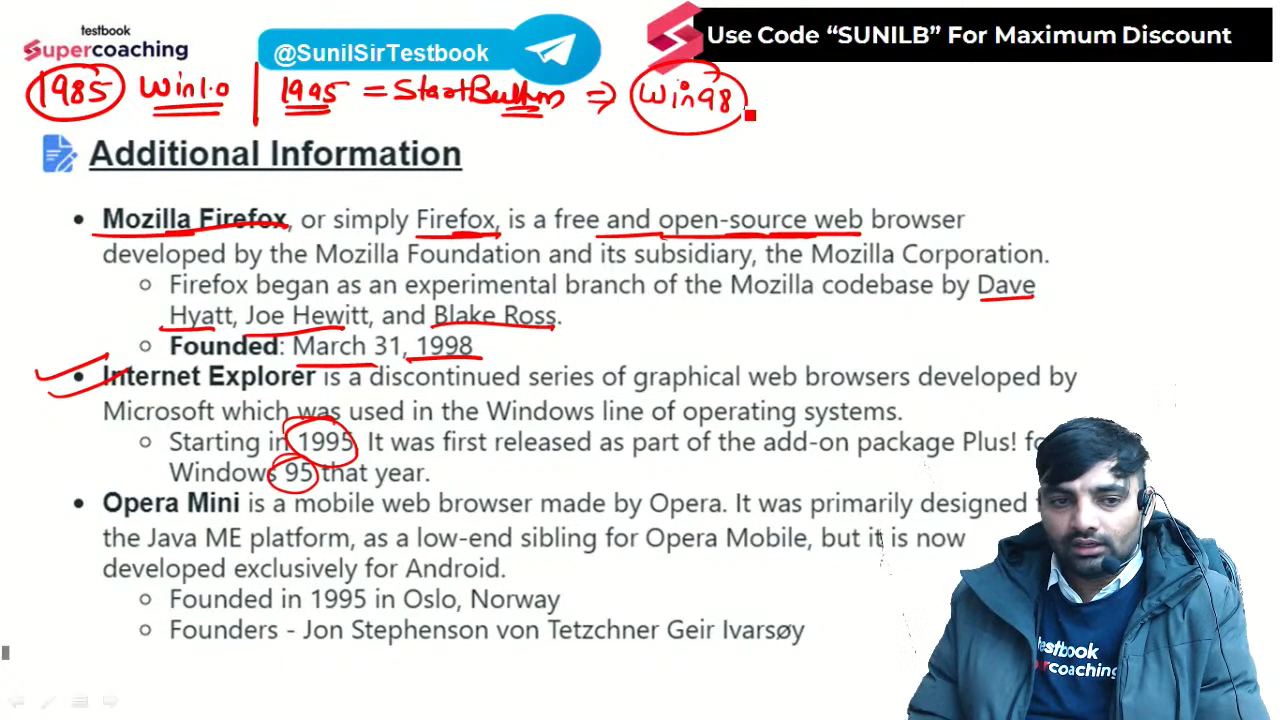 testbook
Supercoaching
@SunilSirTestbook
Use Code “SUNILB” For Maximum Discount
1985 Win1.0 | 1995 = Start Button ⇒ Win98
Additional Information
• Mozilla Firefox, or simply Firefox, is a free and open-source web browser
developed by the Mozilla Foundation and its subsidiary, the Mozilla Corporation.
○ Firefox began as an experimental branch of the Mozilla codebase by Dave
Hyatt, Joe Hewitt, and Blake Ross.
○ Founded: March 31, 1998
• Internet Explorer is a discontinued series of graphical web browsers developed by
Microsoft which was used in the Windows line of operating systems.
○ Starting in 1995. It was first released as part of the add-on package Plus!
Windows 95 that year.
• Opera Mini is a mobile web browser made by Opera. It was primarily designed
the Java ME platform, as a low-end sibling for Opera Mobile, but it is now
developed exclusively for Android.
○ Founded in 1995 in Oslo, Norway
○ Founders - Jon Stephenson von Tetzchner Geir Ivarsøy
testbook
Supercoaching